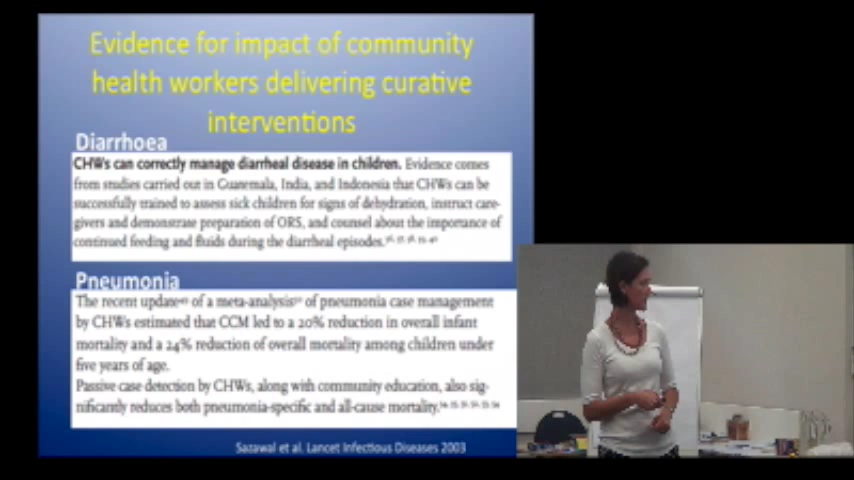 Evidence for impact of community
health workers delivering curative
interventions
Diarrhoea
CHWs can correctly manage diarrheal disease in children. Evidence comes
from studies carried out in Guatemala, India, and Indonesia that CHWs can be
successfully trained to assess sick children for signs of dehydration, instruct care-
givers and demonstrate preparation of ORS, and counsel about the importance of
continued feeding and fluids during the diarrheal episodes.
Pneumonia
The recent update of a meta-analysis of pneumonia case management
by CHWs estimated that CCM led to a 20% reduction in overall infant
mortality and a 24% reduction of overall mortality among children under
five years of age.
Passive case detection by CHWs, along with community education, also sig-
nificantly reduces both pneumonia-specific and all-cause mortality.
Sazawal et al. Lancet Infectious Diseases 2003